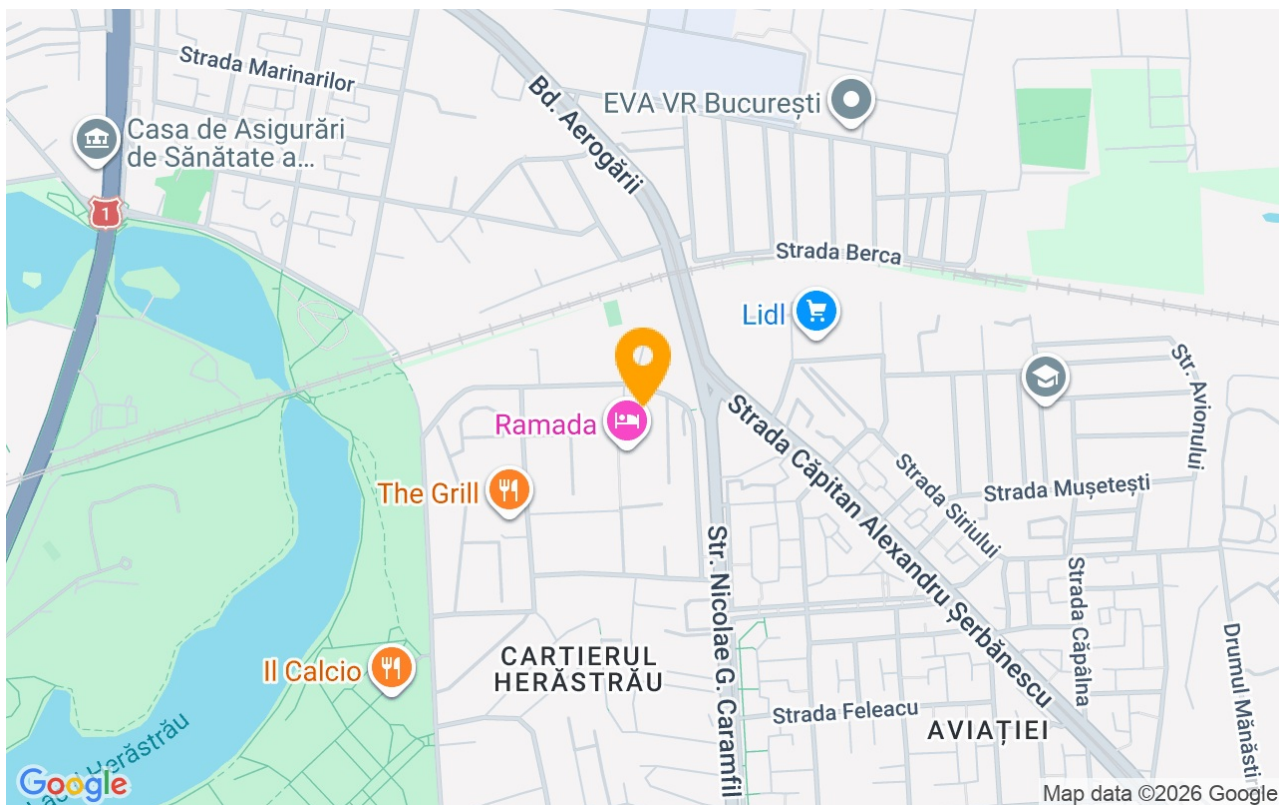 Strada Marinarilor
Bd. Aerogării
EVA VR București
Casa de Asigurări
de Sănătate a...
1
Strada Berca
Lidl
Str. Avionului
Ramada
Strada Căpitan Alexandru Șerbănescu
The Grill
Strada Siriului
Strada Mușetești
Str. Nicolae G. Caramfil
Strada Căpâlna
Drumul Mănăstir
CARTIERUL
HERĂSTRĂU
Il Calcio
Strada Feleacu
AVIAȚIEI
Herăstrău
Google
Map data ©2026 Google